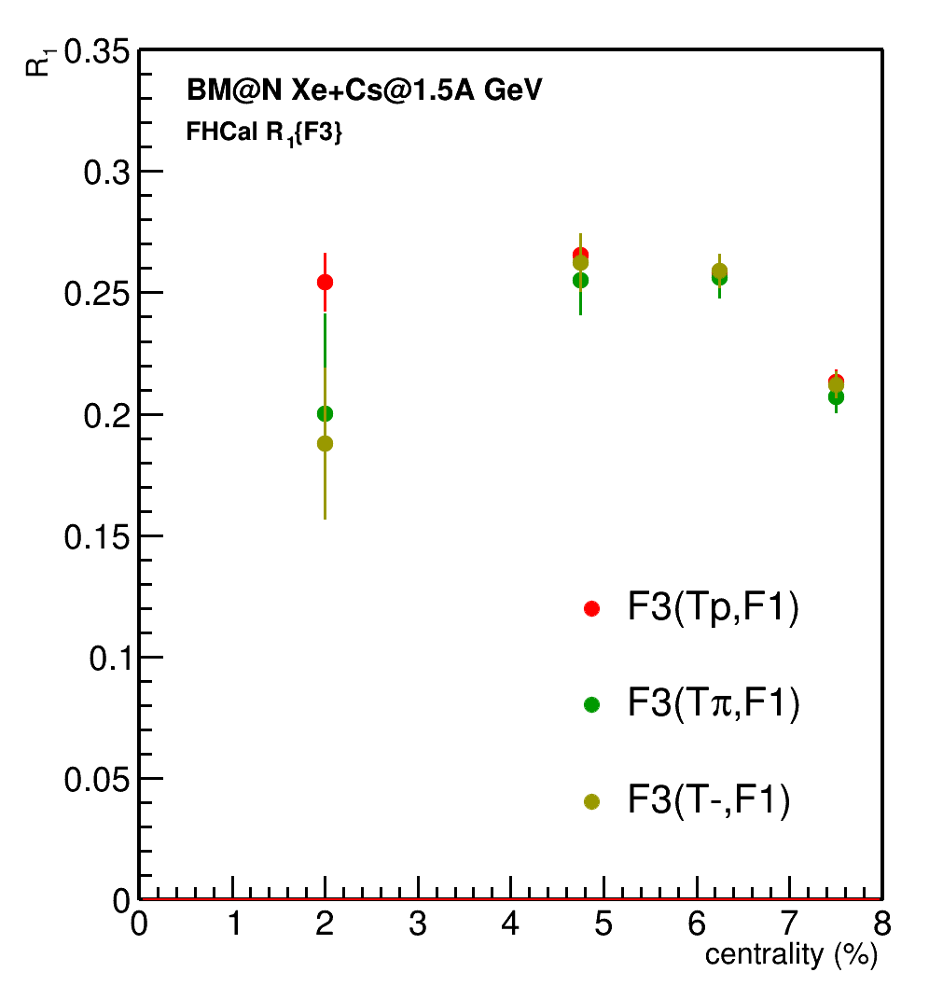 R1
0.35
BM@N Xe+Cs@1.5A GeV
FHCal R1{F3}
0.3
0.25
0.2
0.15
F3(Tp,F1)
0.1
F3(Tπ,F1)
0.05
F3(T-,F1)
0
0 1 2 3 4 5 6 7 8
centrality (%)